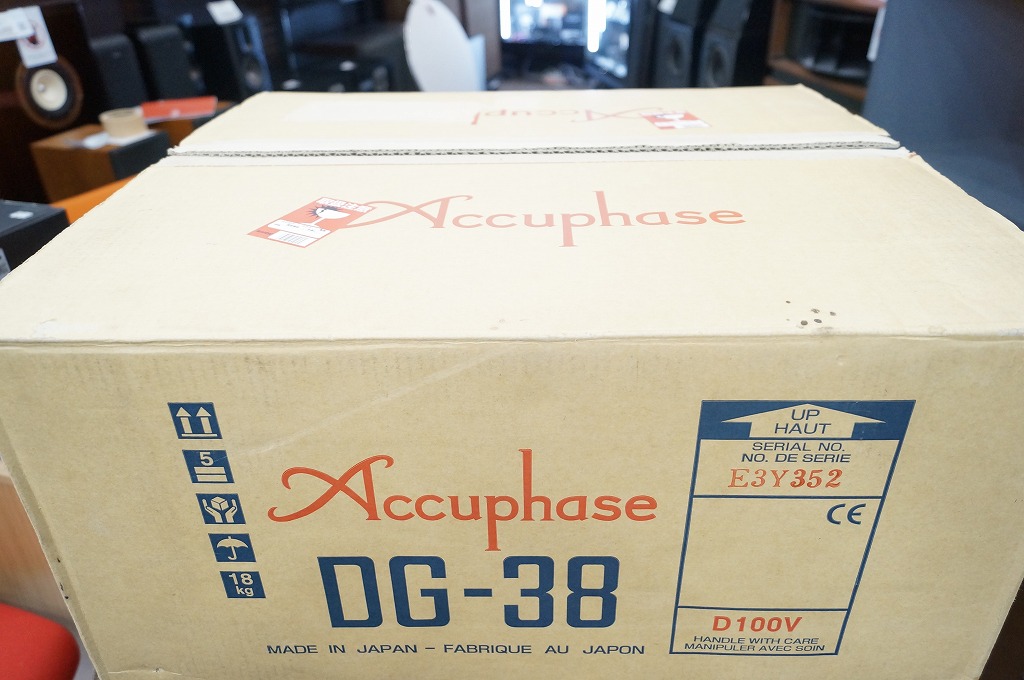 Accupl
Accuphase
UP
HAUT
SERIAL NO.
NO. DE SERIE
E3Y352
CE
5
18
kg
Accuphase
DG-38
MADE IN JAPAN – FABRIQUE AU JAPON
D100V
HANDLE WITH CARE
MANIPULER AVEC SOIN